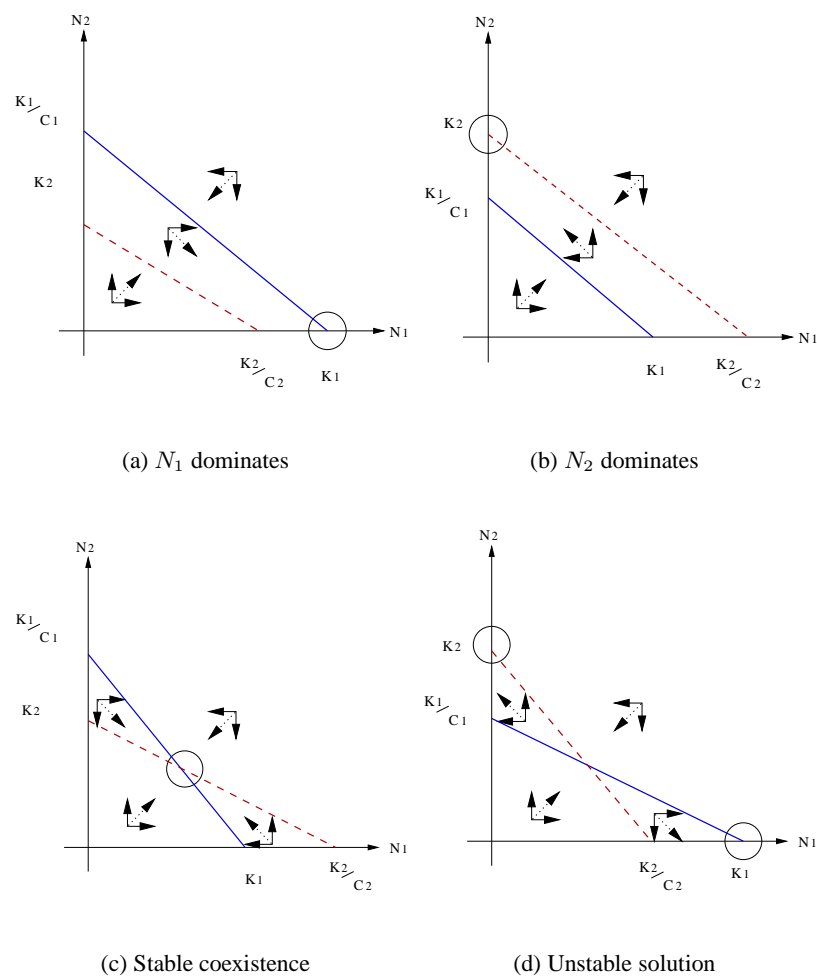 N2
K1/C1
K2
N1
K2/C2
K1
(a) N1 dominates
N2
K2
K1/C1
N1
K1
K2/C2
(b) N2 dominates
N2
K1/C1
K2
N1
K1
K2/C2
(c) Stable coexistence
N2
K2
K1/C1
N1
K2/C2
K1
(d) Unstable solution